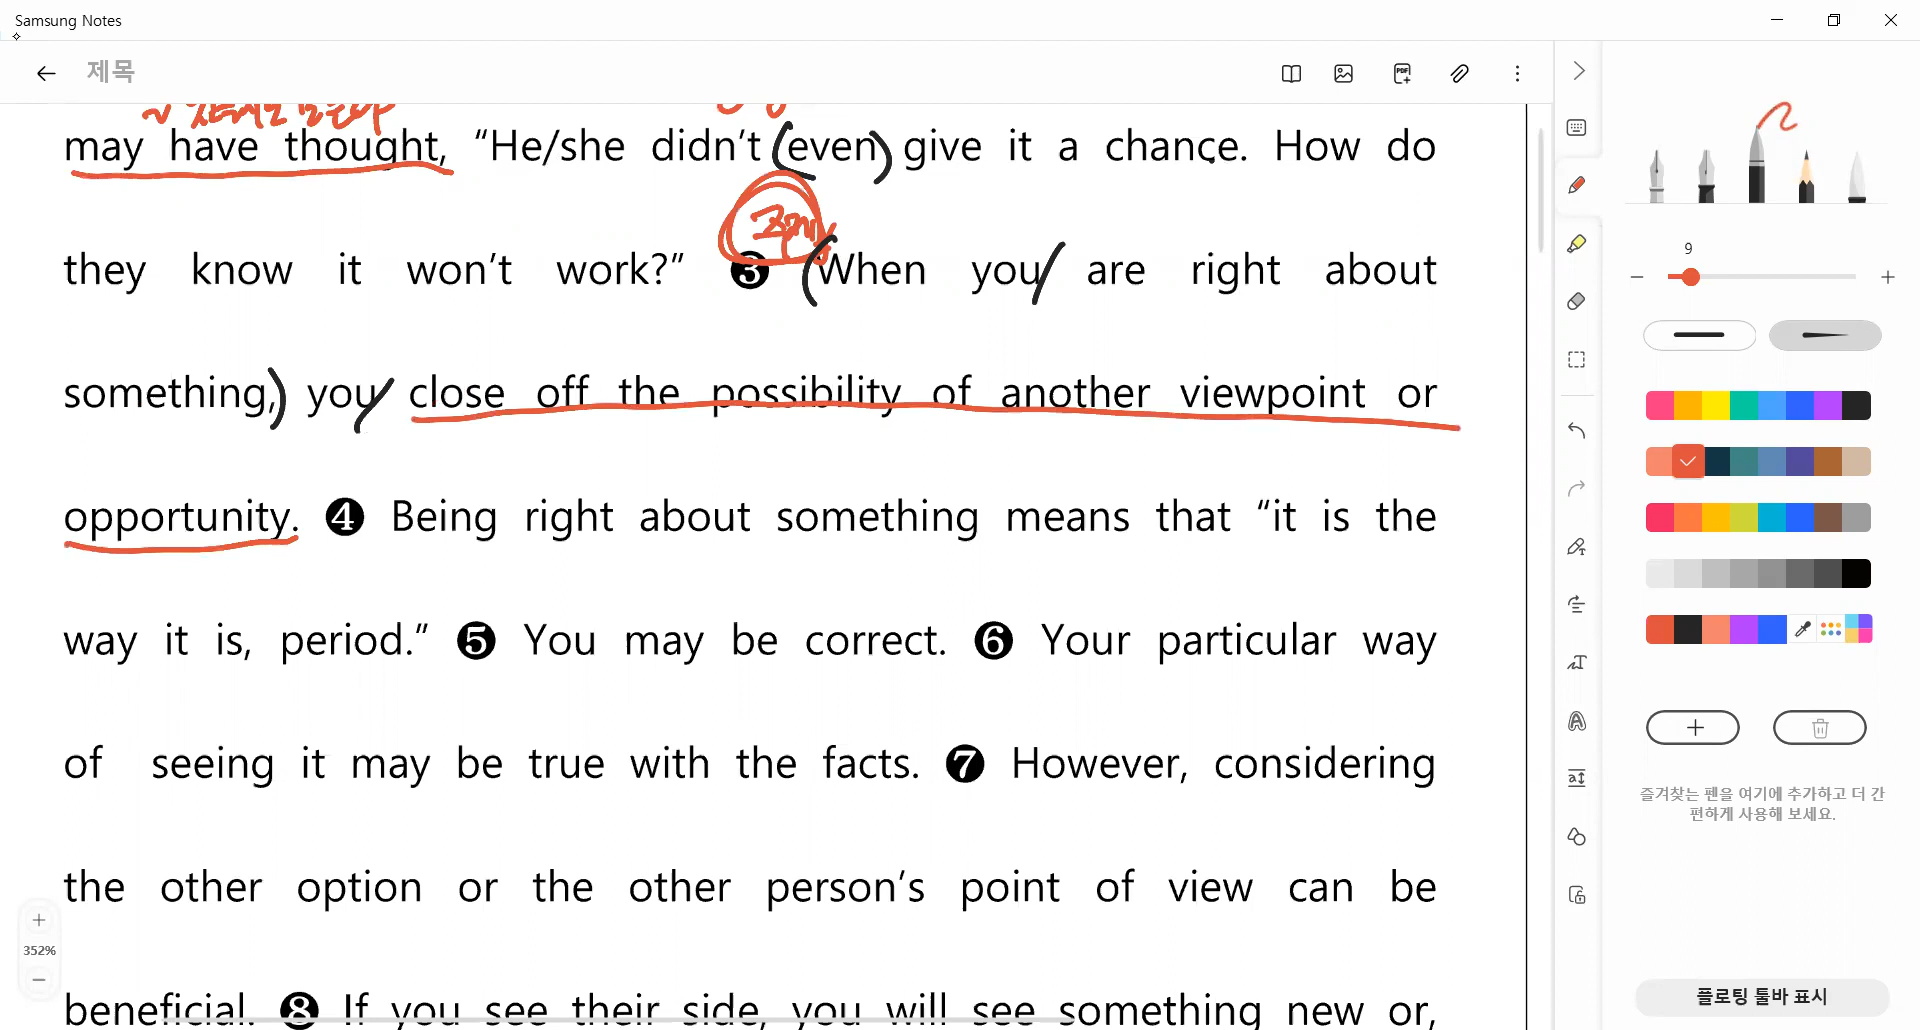 Samsung Notes
제목
may have thought, “He/she didn’t (even) give it a chance. How do
주제
they know it won’t work?” ❸ (When you/ are right about
something,) you/ close off the possibility of another viewpoint or
opportunity. ❹ Being right about something means that “it is the
way it is, period.” ❺ You may be correct. ❻ Your particular way
of seeing it may be true with the facts. ❼ However, considering
the other option or the other person’s point of view can be
beneficial. ❽ If you see their side, you will see something new or,
352%
PDF
9
즐겨찾는 펜을 여기에 추가하고 더 간
편하게 사용해 보세요.
플로팅 툴바 표시